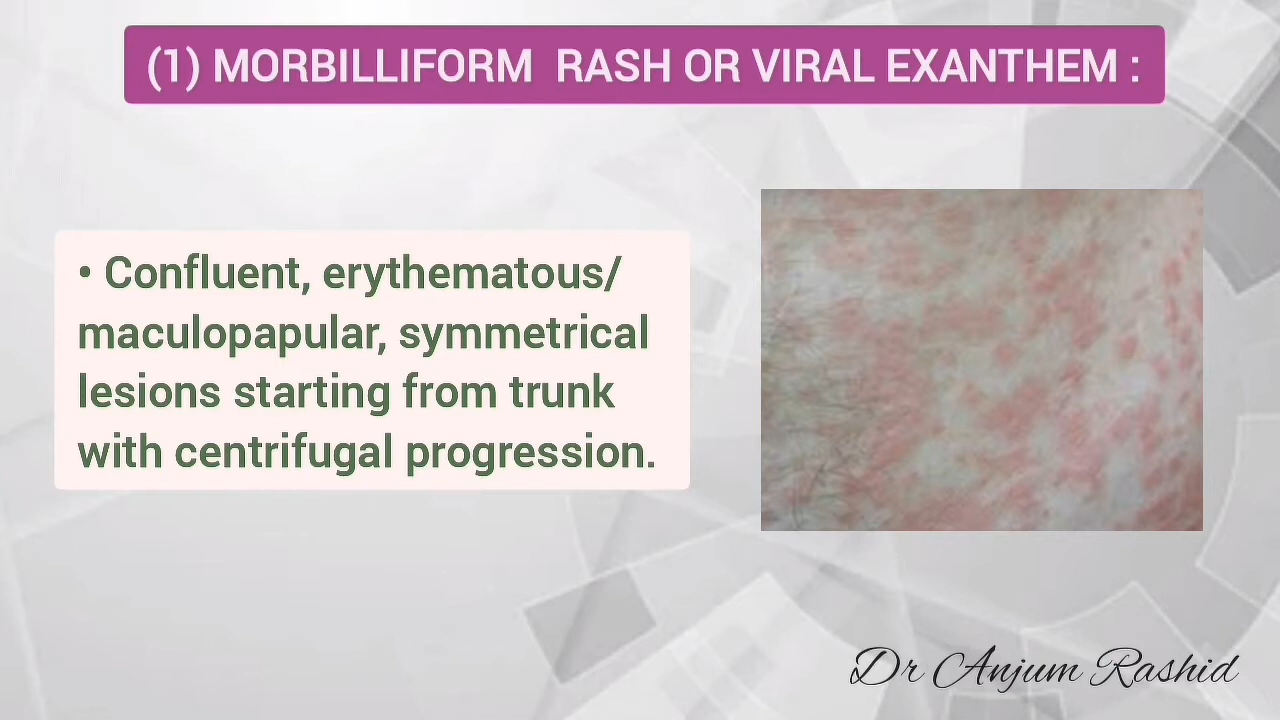 (1) MORBILLIFORM RASH OR VIRAL EXANTHEM :
• Confluent, erythematous/
maculopapular, symmetrical
lesions starting from trunk
with centrifugal progression.
Dr Anjum Rashid